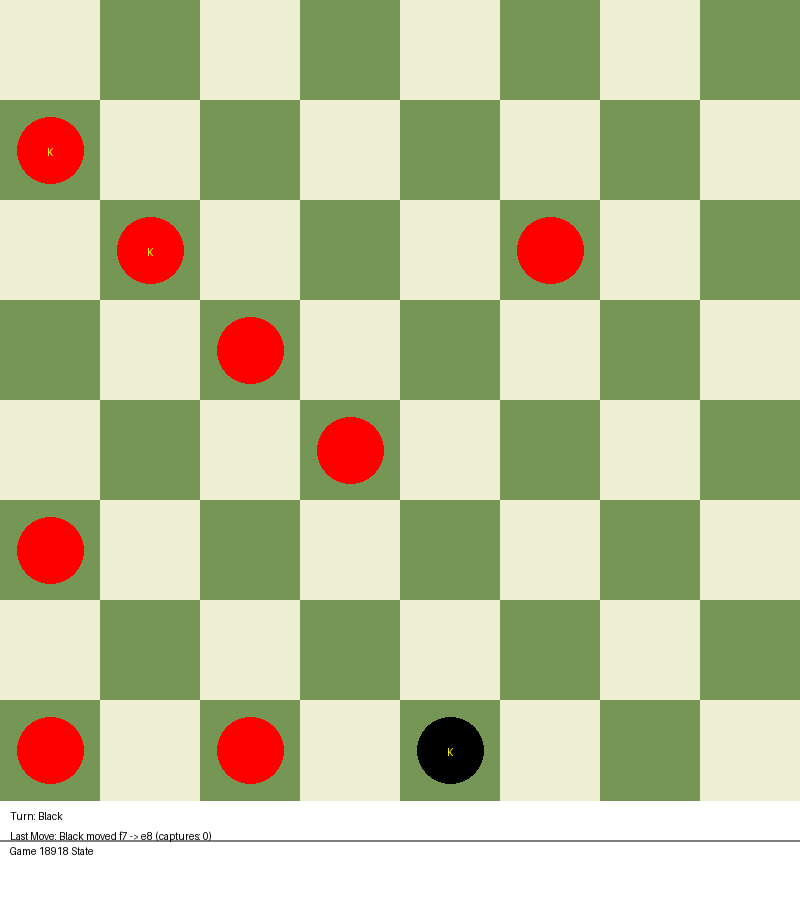 K
K
K
Turn: Black
Last Move: Black moved f7 -> e8 (captures: 0)
Game 18918 State